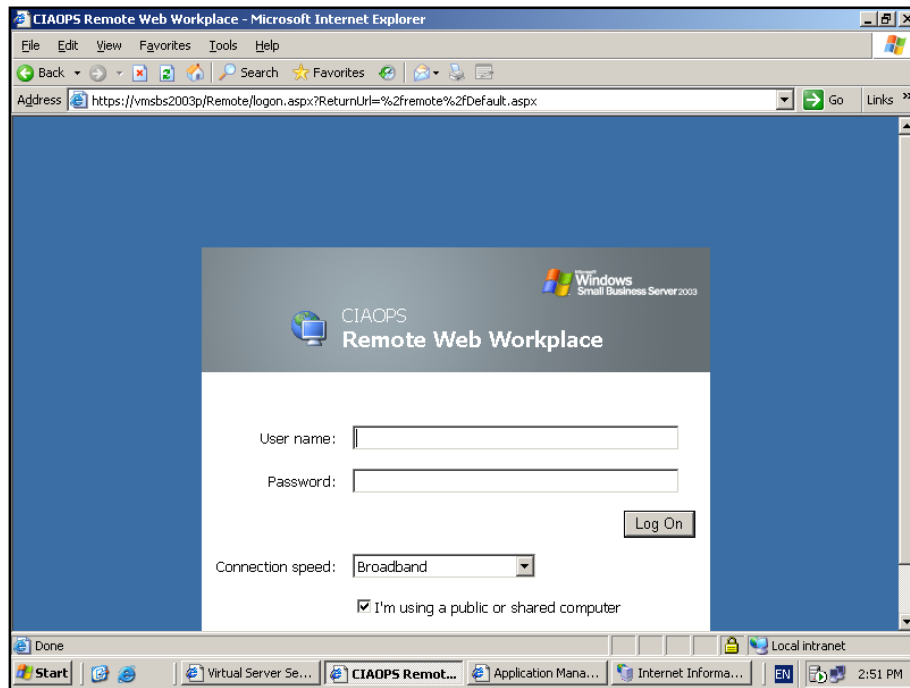 CIAOPS Remote Web Workplace - Microsoft Internet Explorer
File Edit View Favorites Tools Help
Back Search Favorites
Address https://vmsbs2003p/Remote/logon.aspx?ReturnUrl=%2fremote%2fDefault.aspx Go Links »
Microsoft
Windows
Small Business Server 2003
CIAOPS
Remote Web Workplace
User name:
Password:
Log On
Connection speed: Broadband
I'm using a public or shared computer
Done Local intranet
Start Virtual Server Se... CIAOPS Remot... Application Mana... Internet Informa... EN 2:51 PM